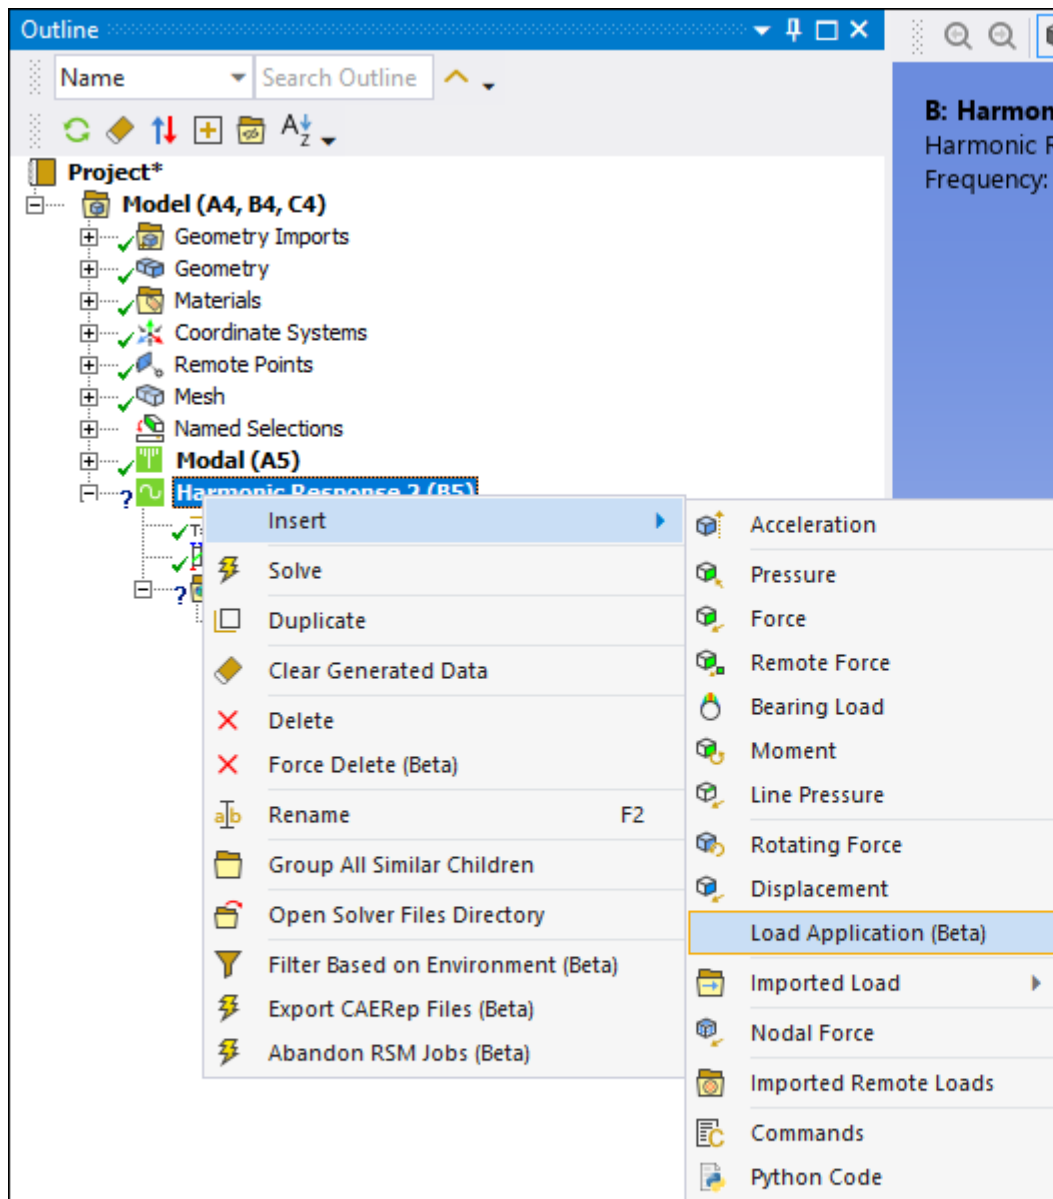 Outline
Name
Search Outline
Project*
Model (A4, B4, C4)
Geometry Imports
Geometry
Materials
Coordinate Systems
Remote Points
Mesh
Named Selections
Modal (A5)
Harmonic Response 2 (B5)
Insert
Solve
Duplicate
Clear Generated Data
Delete
Force Delete (Beta)
Rename F2
Group All Similar Children
Open Solver Files Directory
Filter Based on Environment (Beta)
Export CAERep Files (Beta)
Abandon RSM Jobs (Beta)
Acceleration
Pressure
Force
Remote Force
Bearing Load
Moment
Line Pressure
Rotating Force
Displacement
Load Application (Beta)
Imported Load
Nodal Force
Imported Remote Loads
Commands
Python Code
B: Harmon
Harmonic R
Frequency: